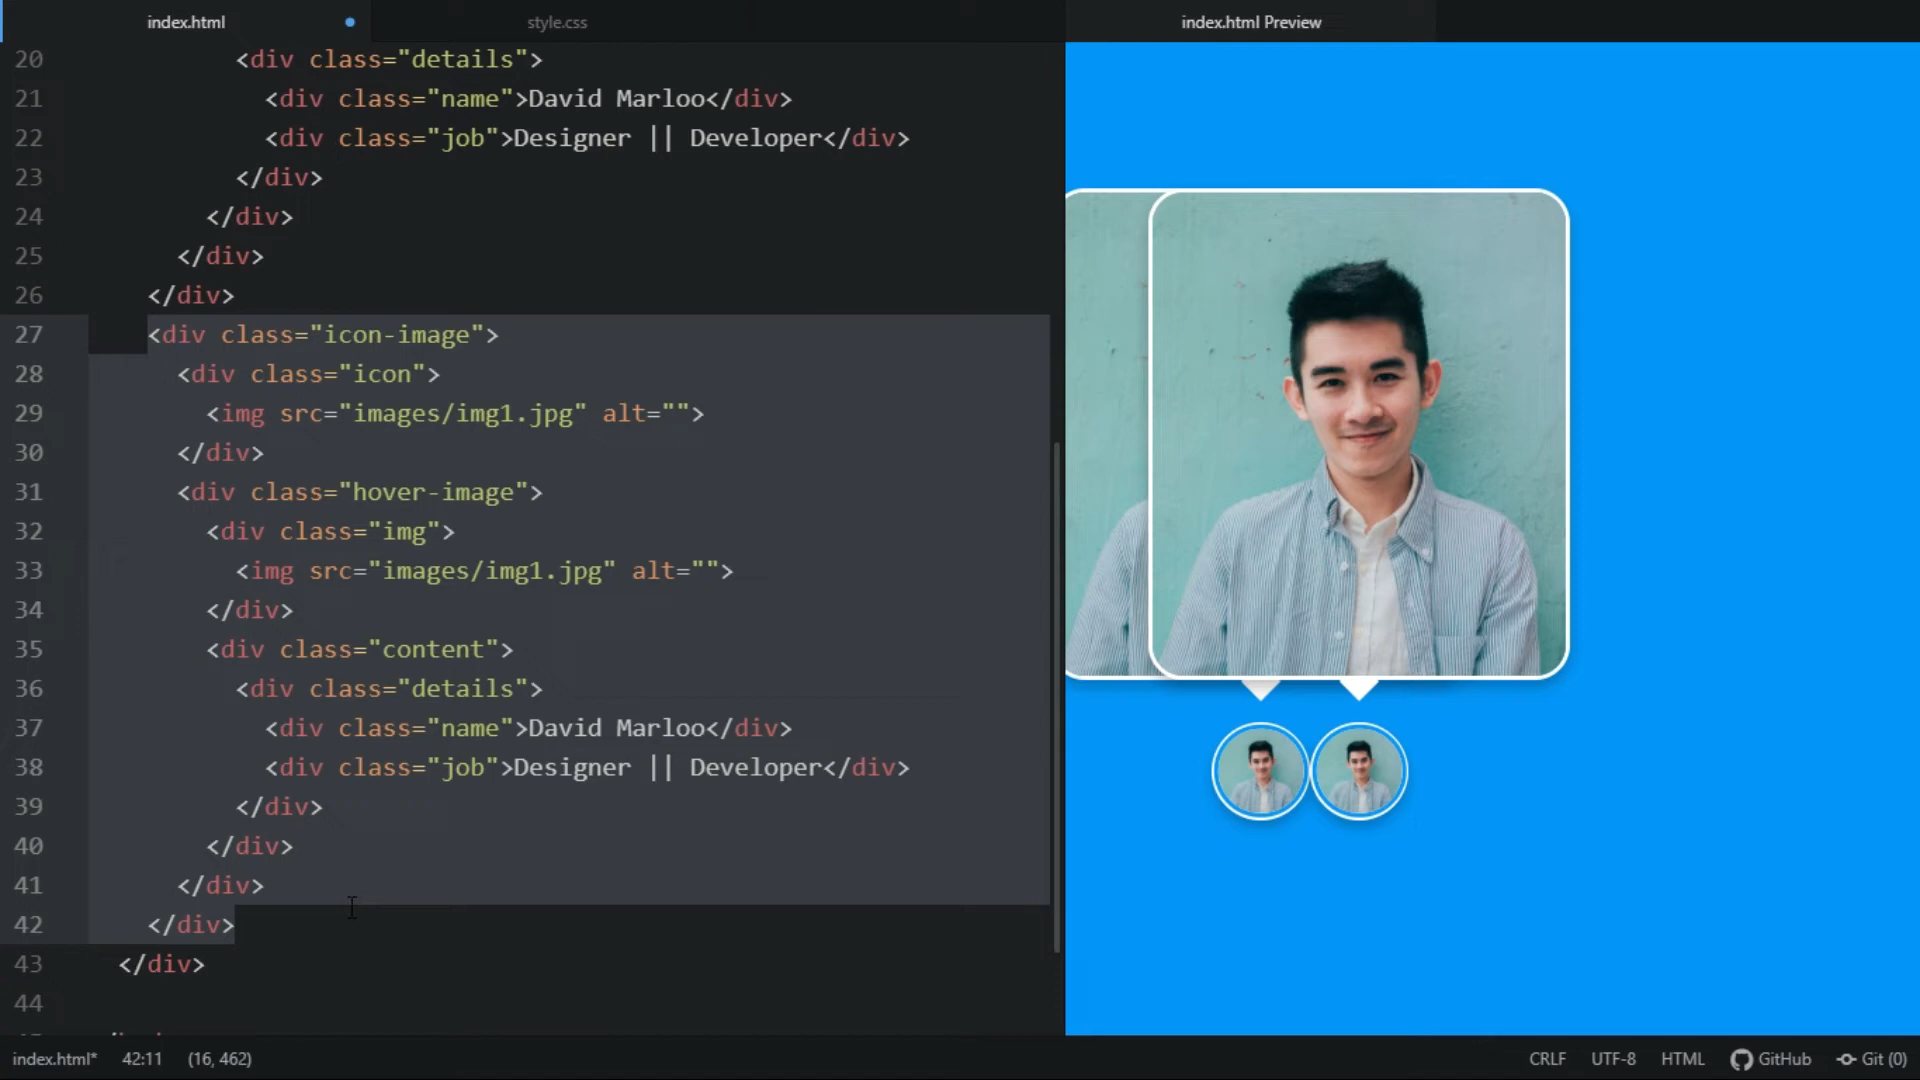 index.html
style.css
index.html Preview
20 <div class="details">
21 <div class="name">David Marloo</div>
22 <div class="job">Designer || Developer</div>
23 </div>
24 </div>
25 </div>
26 </div>
27 <div class="icon-image">
28 <div class="icon">
29 <img src="images/img1.jpg" alt="">
30 </div>
31 <div class="hover-image">
32 <div class="img">
33 <img src="images/img1.jpg" alt="">
34 </div>
35 <div class="content">
36 <div class="details">
37 <div class="name">David Marloo</div>
38 <div class="job">Designer || Developer</div>
39 </div>
40 </div>
41 </div>
42 </div>
43 </div>
44
index.html* 42:11 (16, 462)
CRLF UTF-8 HTML GitHub Git (0)